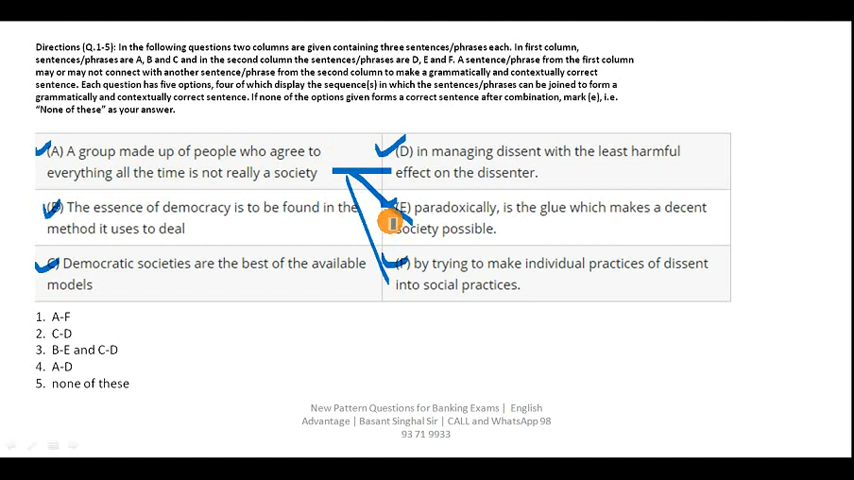 Directions (Q.1-5): In the following questions two columns are given containing three sentences/phrases each. In first column,
sentences/phrases are A, B and C and in the second column the sentences/phrases are D, E and F. A sentence/phrase from the first column
may or may not connect with another sentence/phrase from the second column to make a grammatically and contextually correct
sentence. Each question has five options, four of which display the sequence(s) in which the sentences/phrases can be joined to form a
grammatically and contextually correct sentence. If none of the options given forms a correct sentence after combination, mark (e), i.e.
"None of these" as your answer.
(A) A group made up of people who agree to
everything all the time is not really a society
(D) in managing dissent with the least harmful
effect on the dissenter.
(B) The essence of democracy is to be found in the
method it uses to deal
(E) paradoxically, is the glue which makes a decent
society possible.
C) Democratic societies are the best of the available
models
(F) by trying to make individual practices of dissent
into social practices.
1. A-F
2. C-D
3. B-E and C-D
4. A-D
5. none of these
New Pattern Questions for Banking Exams | English
Advantage | Basant Singhal Sir | CALL and WhatsApp 98
93 71 9933